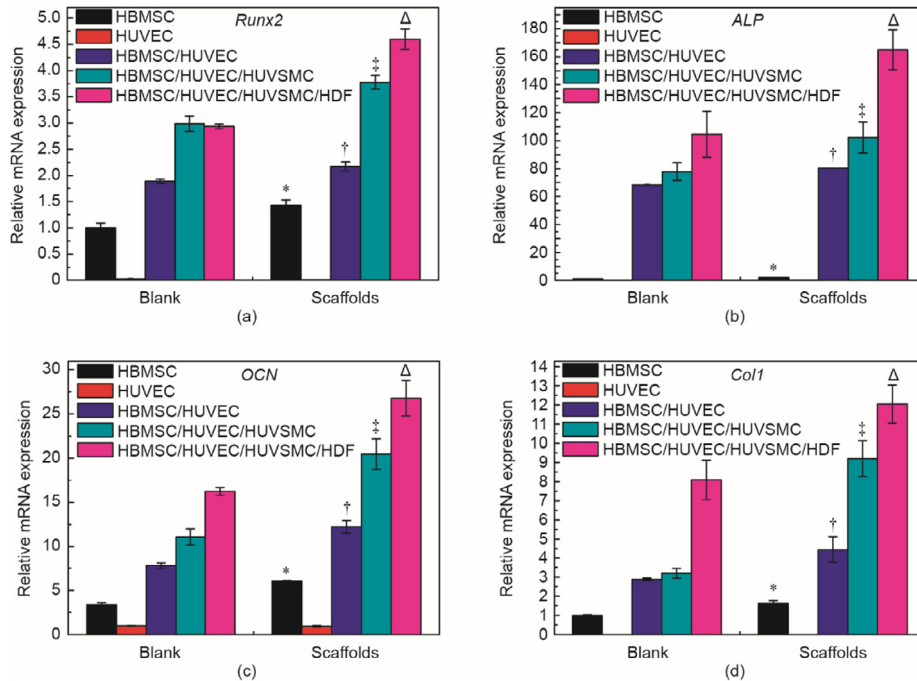 Runx2
HBMSC
HUVEC
HBMSC/HUVEC
HBMSC/HUVEC/HUVSMC
HBMSC/HUVEC/HUVSMC/HDF
Relative mRNA expression
5.0
4.5
4.0
3.5
3.0
2.5
2.0
1.5
1.0
0.5
0
* † ‡ Δ
Blank Scaffolds
(a)
ALP
HBMSC
HUVEC
HBMSC/HUVEC
HBMSC/HUVEC/HUVSMC
HBMSC/HUVEC/HUVSMC/HDF
Relative mRNA expression
180
160
140
120
100
80
60
40
20
0
* † ‡ Δ
Blank Scaffolds
(b)
OCN
HBMSC
HUVEC
HBMSC/HUVEC
HBMSC/HUVEC/HUVSMC
HBMSC/HUVEC/HUVSMC/HDF
Relative mRNA expression
30
25
20
15
10
5
0
* † ‡ Δ
Blank Scaffolds
(c)
Col1
HBMSC
HUVEC
HBMSC/HUVEC
HBMSC/HUVEC/HUVSMC
HBMSC/HUVEC/HUVSMC/HDF
Relative mRNA expression
14
13
12
11
10
9
8
7
6
5
4
3
2
1
0
* † ‡ Δ
Blank Scaffolds
(d)